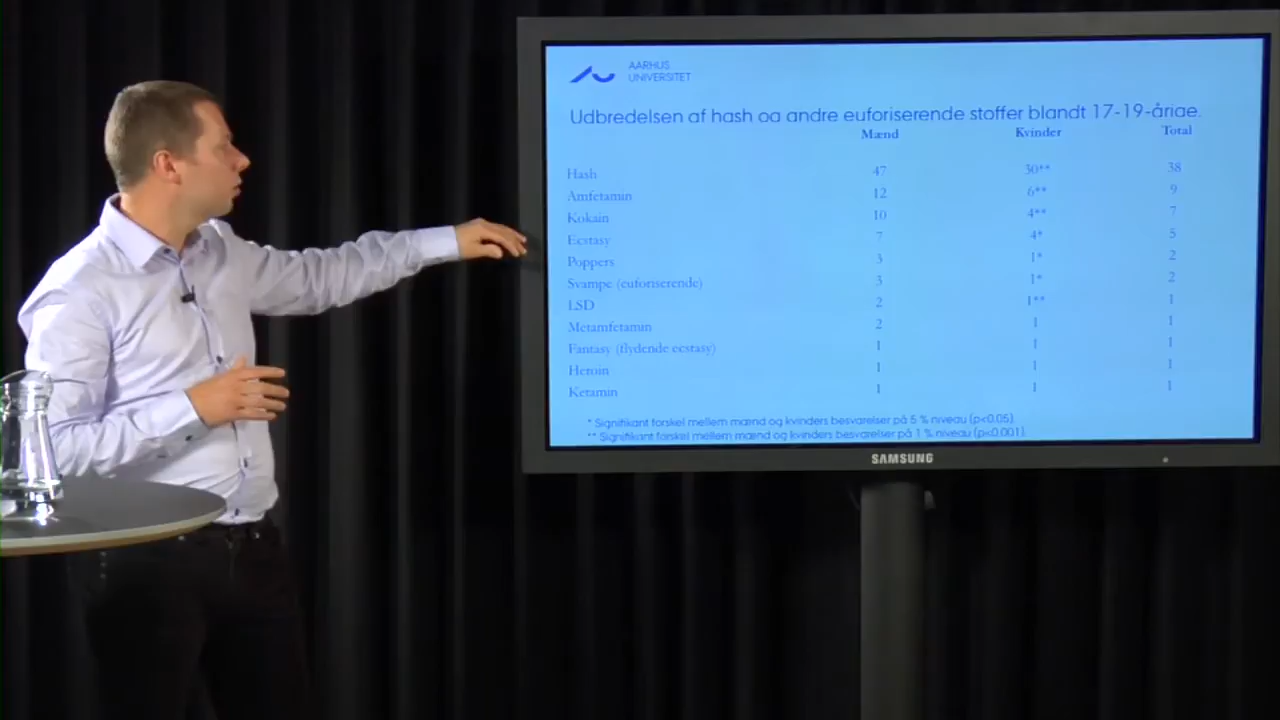 AARHUS
UNIVERSITET
Udbredelsen af hash og andre euforiserende stoffer blandt 17-19-årige.
Mænd Kvinder Total
Hash 47 30** 38
Amfetamin 12 6** 9
Kokain 10 4** 7
Ecstasy 7 4* 5
Poppers 3 1* 2
Svampe (euforiserende) 3 1* 2
LSD 2 1** 1
Metamfetamin 2 1 1
Fantasy (flydende ecstasy) 1 1 1
Heroin 1 1 1
Ketamin 1 1 1
* Signifikant forskel mellem mænd og kvinders besvarelser på 5 % niveau (p<0.05).
** Signifikant forskel mellem mænd og kvinders besvarelser på 1 % niveau (p<0.001).
SAMSUNG